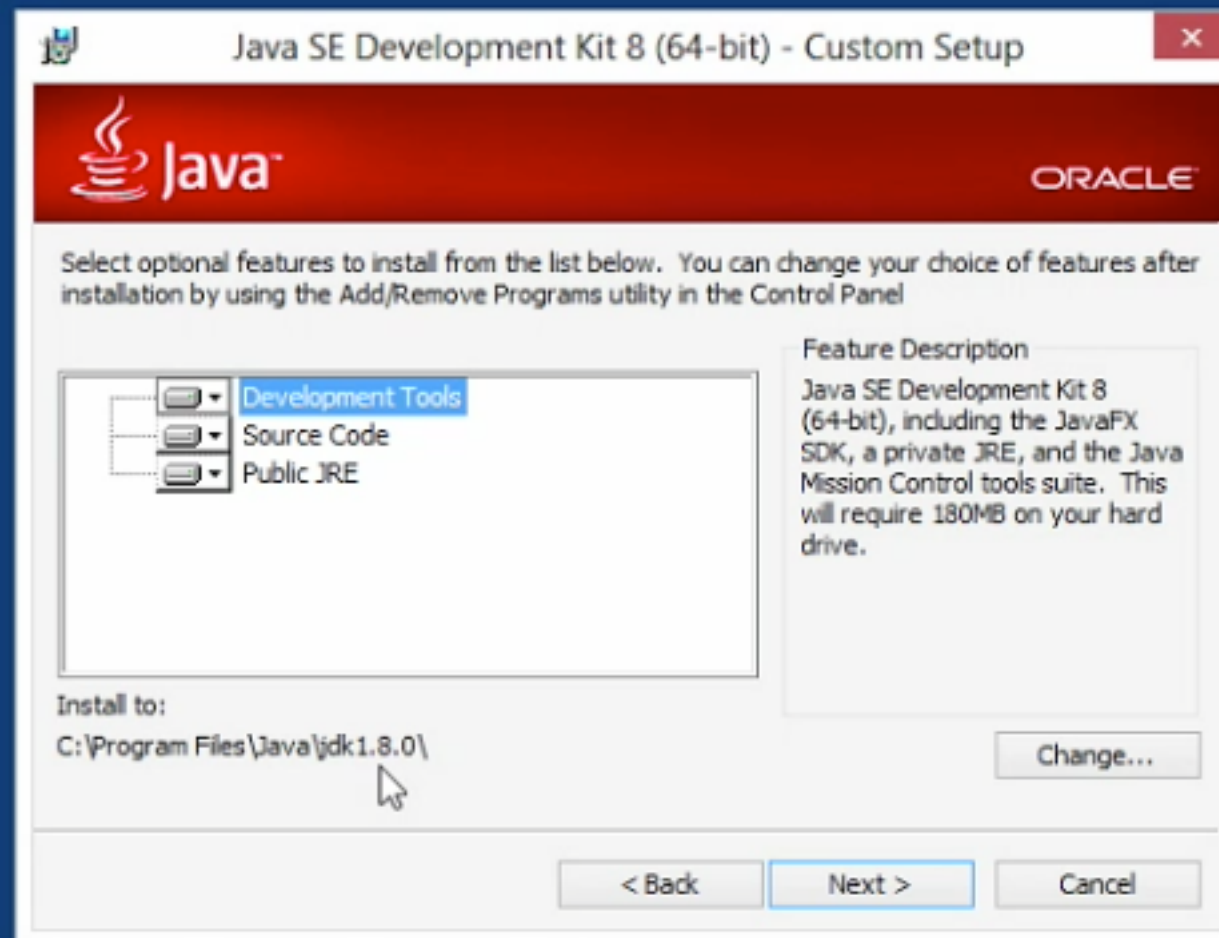 Java SE Development Kit 8 (64-bit) - Custom Setup
Java™
ORACLE
Select optional features to install from the list below.  You can change your choice of features after
installation by using the Add/Remove Programs utility in the Control Panel
Development Tools
Source Code
Public JRE
Feature Description
Java SE Development Kit 8
(64-bit), including the JavaFX
SDK, a private JRE, and the Java
Mission Control tools suite.  This
will require 180MB on your hard
drive.
Install to:
C:\Program Files\Java\jdk1.8.0\
Change...
< Back
Next >
Cancel